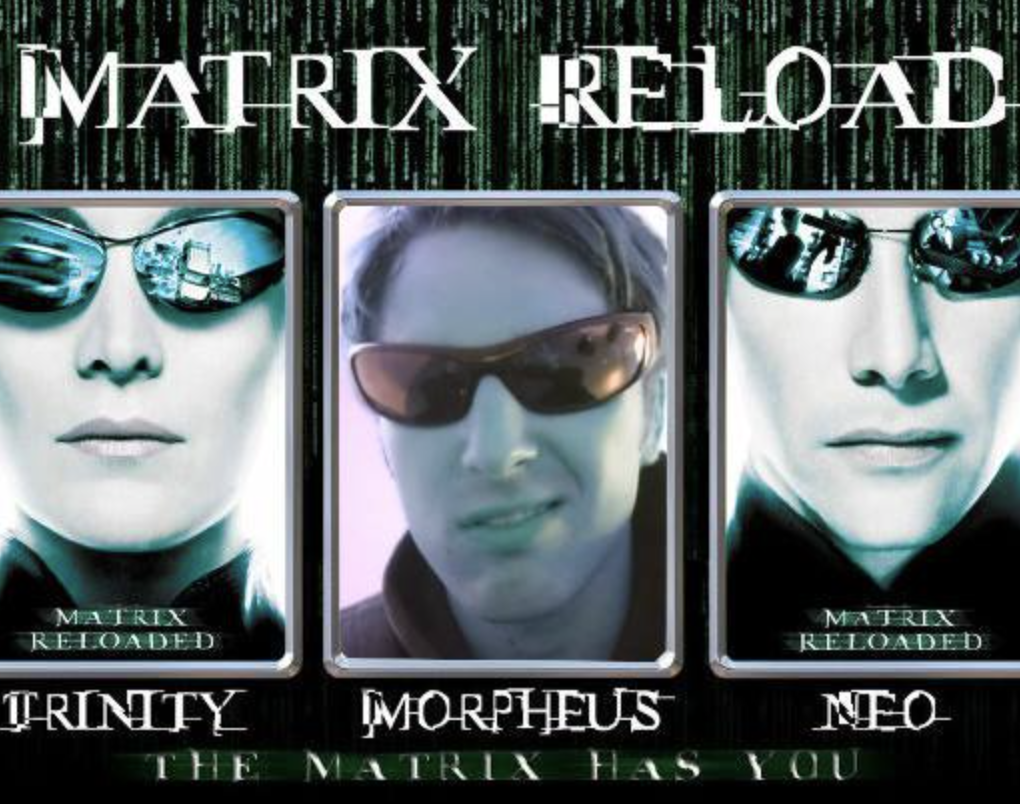 MATRIX RELOAD
MATRIX
RELOADED
MATRIX
RELOADED
TRINITY MORPHEUS NEO
THE MATRIX HAS YOU